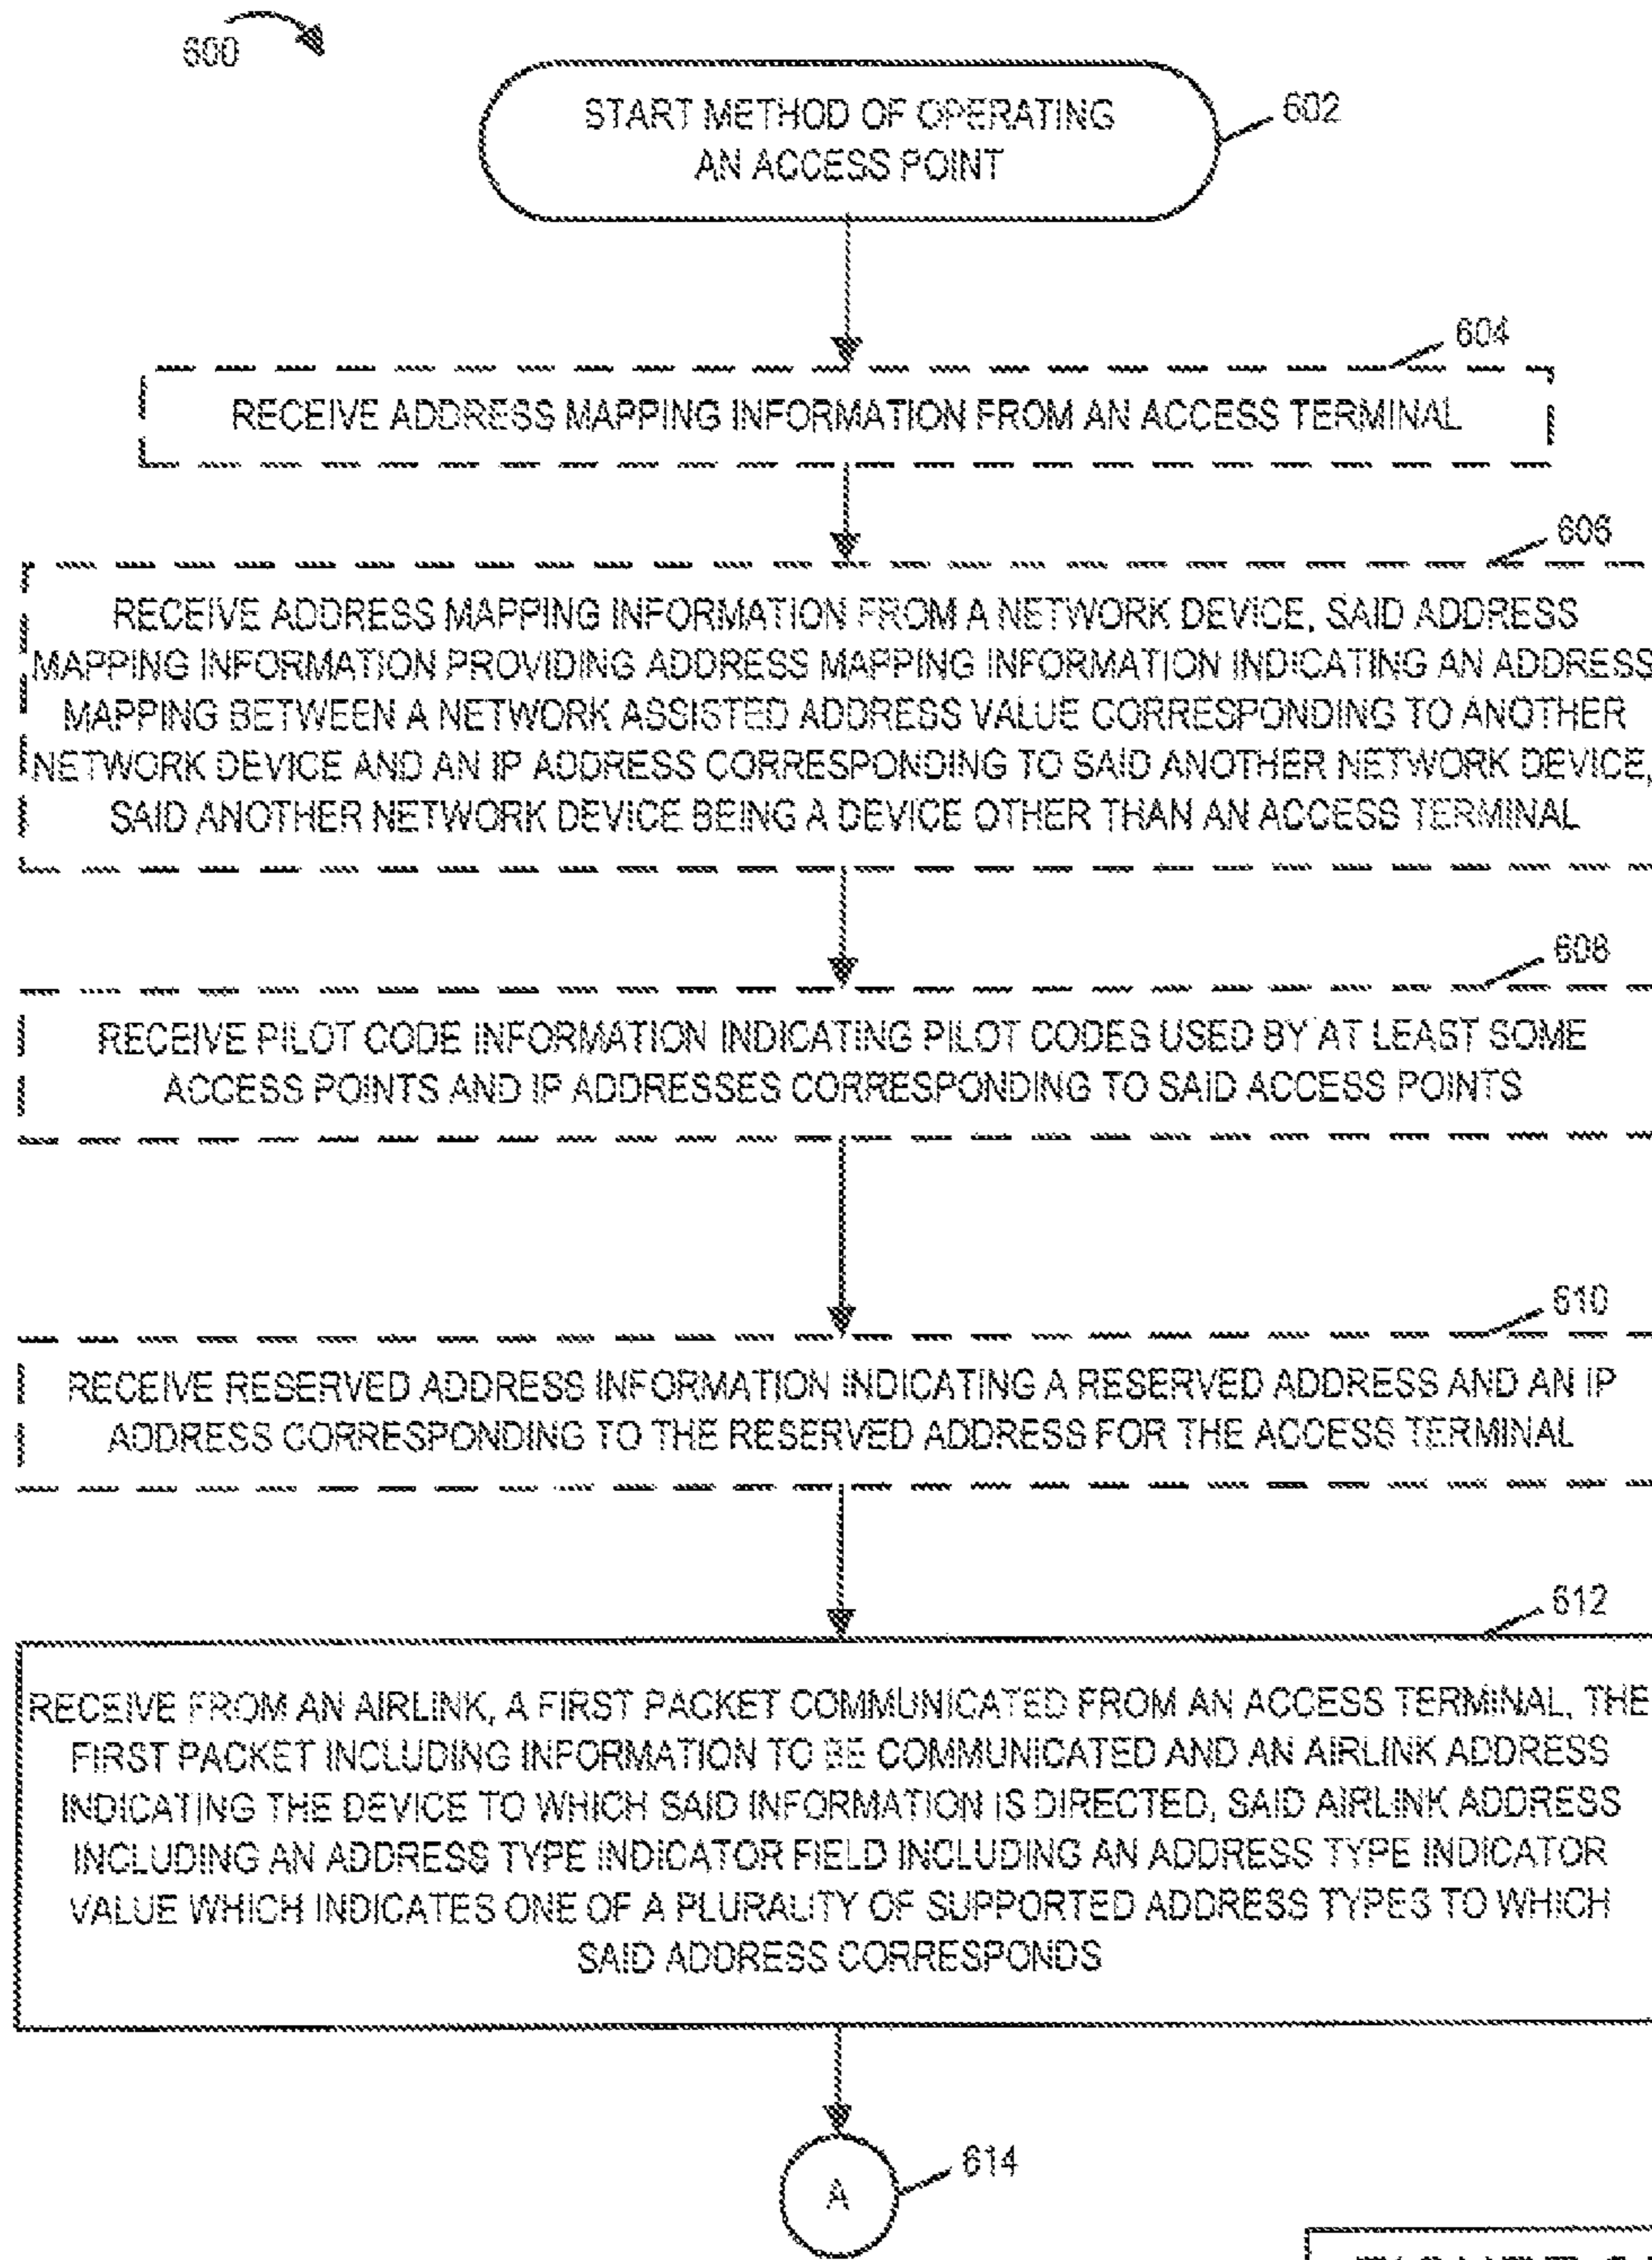 600
START METHOD OF OPERATING
AN ACCESS POINT
602
604
RECEIVE ADDRESS MAPPING INFORMATION FROM AN ACCESS TERMINAL
606
RECEIVE ADDRESS MAPPING INFORMATION FROM A NETWORK DEVICE, SAID ADDRESS
MAPPING INFORMATION PROVIDING ADDRESS MAPPING INFORMATION INDICATING AN ADDRESS
MAPPING BETWEEN A NETWORK ASSISTED ADDRESS VALUE CORRESPONDING TO ANOTHER
NETWORK DEVICE AND AN IP ADDRESS CORRESPONDING TO SAID ANOTHER NETWORK DEVICE,
SAID ANOTHER NETWORK DEVICE BEING A DEVICE OTHER THAN AN ACCESS TERMINAL
608
RECEIVE PILOT CODE INFORMATION INDICATING PILOT CODES USED BY AT LEAST SOME
ACCESS POINTS AND IP ADDRESSES CORRESPONDING TO SAID ACCESS POINTS
610
RECEIVE RESERVED ADDRESS INFORMATION INDICATING A RESERVED ADDRESS AND AN IP
ADDRESS CORRESPONDING TO THE RESERVED ADDRESS FOR THE ACCESS TERMINAL
612
RECEIVE FROM AN AIRLINK, A FIRST PACKET COMMUNICATED FROM AN ACCESS TERMINAL, THE
FIRST PACKET INCLUDING INFORMATION TO BE COMMUNICATED AND AN AIRLINK ADDRESS
INDICATING THE DEVICE TO WHICH SAID INFORMATION IS DIRECTED, SAID AIRLINK ADDRESS
INCLUDING AN ADDRESS TYPE INDICATOR FIELD INCLUDING AN ADDRESS TYPE INDICATOR
VALUE WHICH INDICATES ONE OF A PLURALITY OF SUPPORTED ADDRESS TYPES TO WHICH
SAID ADDRESS CORRESPONDS
A
614